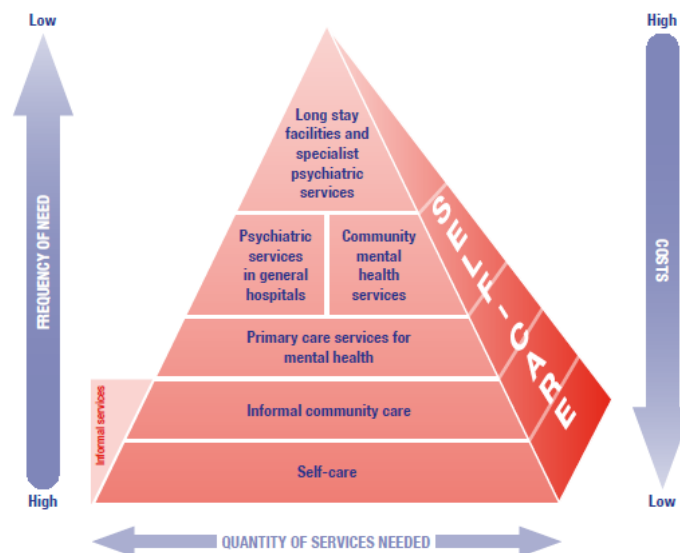 Low
High
Long stay
facilities and
specialist
psychiatric
services
FREQUENCY OF NEED
COSTS
SELF-CARE
Psychiatric
services
in general
hospitals
Community
mental
health
services
Primary care services for
mental health
Informal services
Informal community care
Self-care
High
Low
QUANTITY OF SERVICES NEEDED